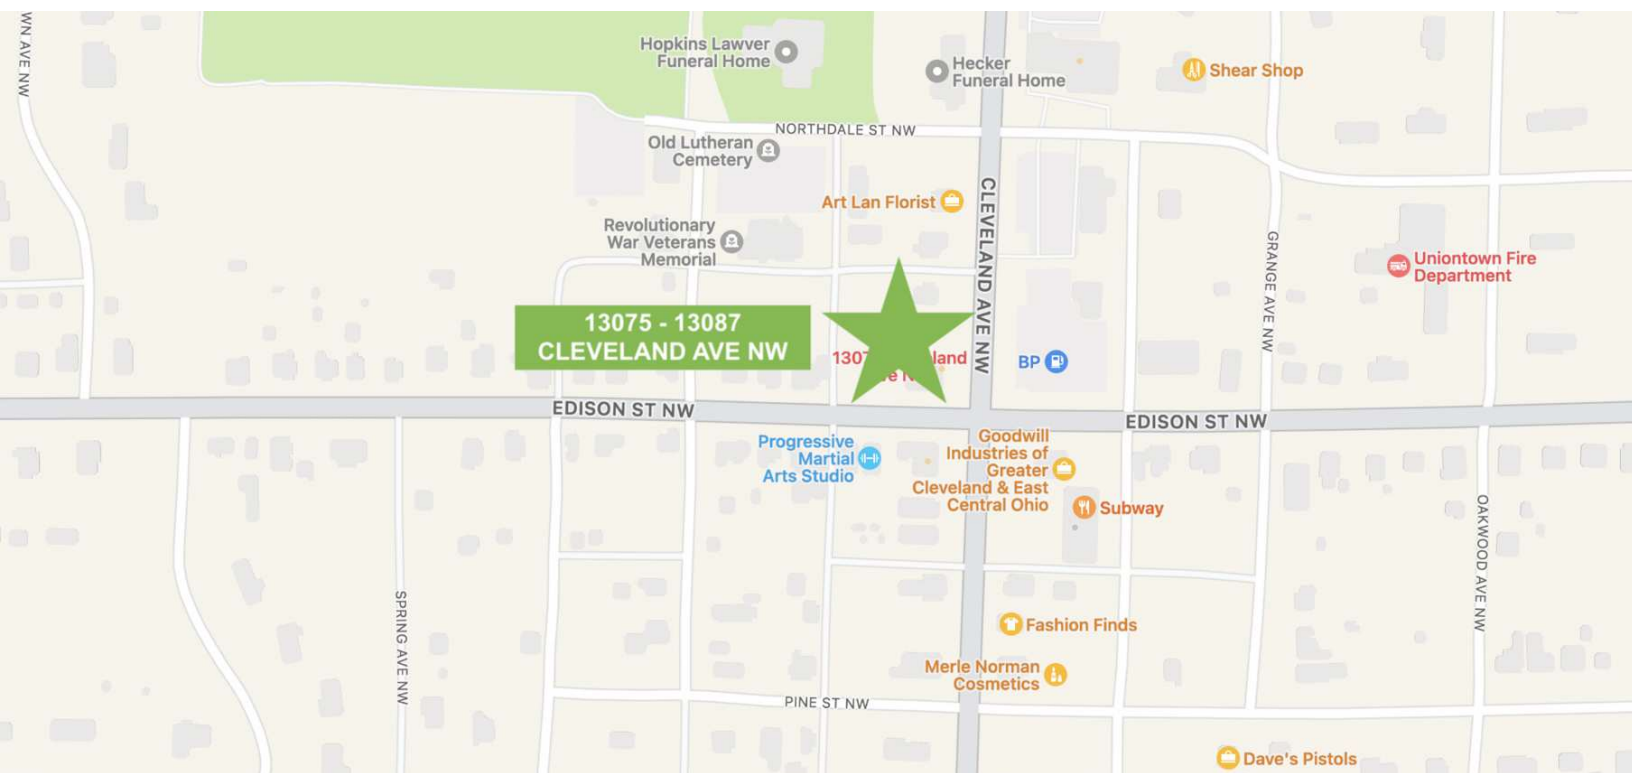 WN AVE NW
Hopkins Lawver
Funeral Home
Hecker
Funeral Home
Shear Shop
NORTHDALE ST NW
Old Lutheran
Cemetery
Art Lan Florist
CLEVELAND AVE NW
Revolutionary
War Veterans
Memorial
GRANGE AVE NW
Uniontown Fire
Department
13075 - 13087
CLEVELAND AVE NW
1307
land
BP
EDISON ST NW
EDISON ST NW
Progressive
Martial
Arts Studio
Goodwill
Industries of
Greater
Cleveland & East
Central Ohio
Subway
OAKWOOD AVE NW
SPRING AVE NW
Fashion Finds
Merle Norman
Cosmetics
PINE ST NW
Dave's Pistols